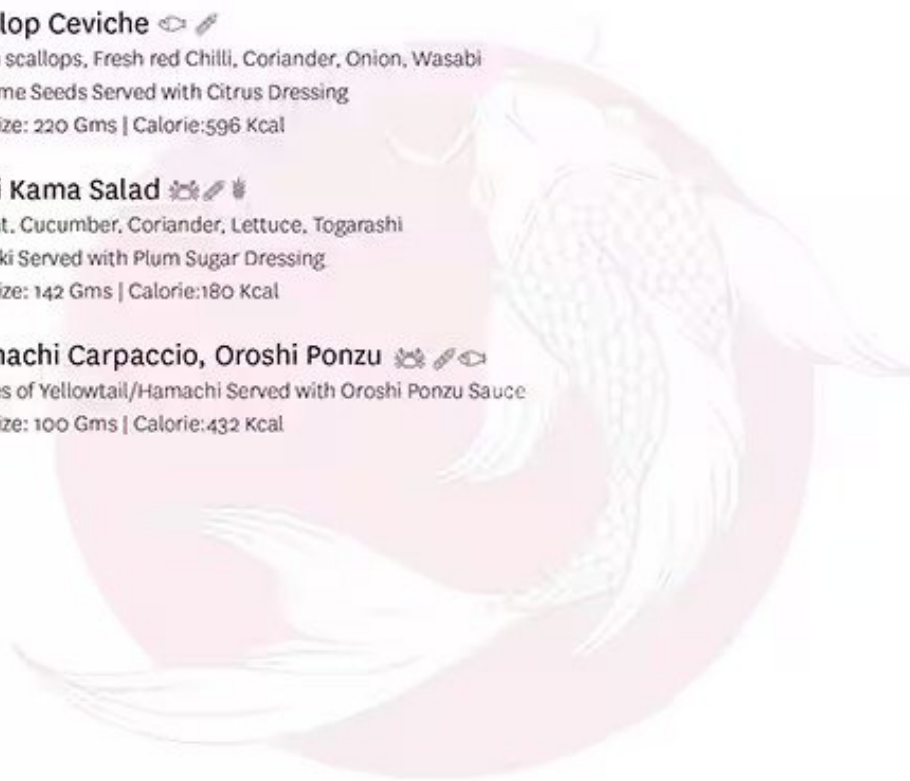 lop Ceviche
scallops, Fresh red Chilli, Coriander, Onion, Wasabi
me Seeds Served with Citrus Dressing
ize: 220 Gms | Calorie:596 Kcal
i Kama Salad
t, Cucumber, Coriander, Lettuce, Togarashi
ki Served with Plum Sugar Dressing
ize: 142 Gms | Calorie:180 Kcal
nachi Carpaccio, Oroshi Ponzu
es of Yellowtail/Hamachi Served with Oroshi Ponzu Sauce
ize: 100 Gms | Calorie:432 Kcal